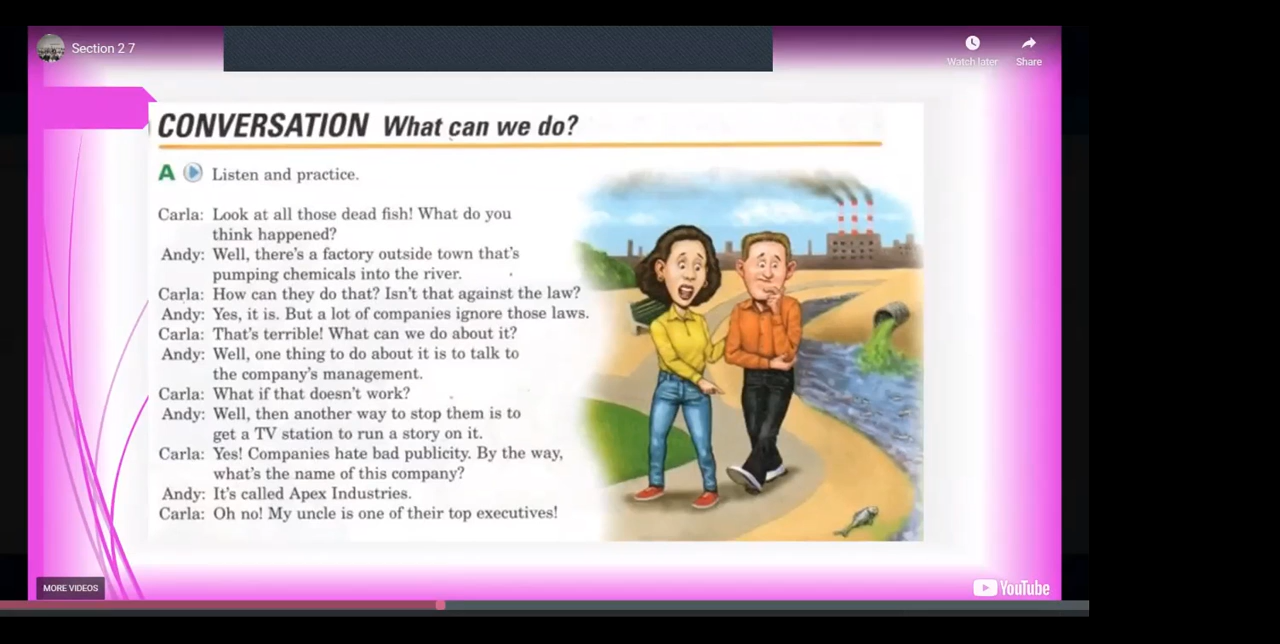 Section 2 7
Watch later
Share
CONVERSATION What can we do?
A Listen and practice.
Carla: Look at all those dead fish! What do you
think happened?
Andy: Well, there's a factory outside town that's
pumping chemicals into the river.
Carla: How can they do that? Isn't that against the law?
Andy: Yes, it is. But a lot of companies ignore those laws.
Carla: That's terrible! What can we do about it?
Andy: Well, one thing to do about it is to talk to
the company's management.
Carla: What if that doesn't work?
Andy: Well, then another way to stop them is to
get a TV station to run a story on it.
Carla: Yes! Companies hate bad publicity. By the way,
what's the name of this company?
Andy: It's called Apex Industries.
Carla: Oh no! My uncle is one of their top executives!
MORE VIDEOS
YouTube